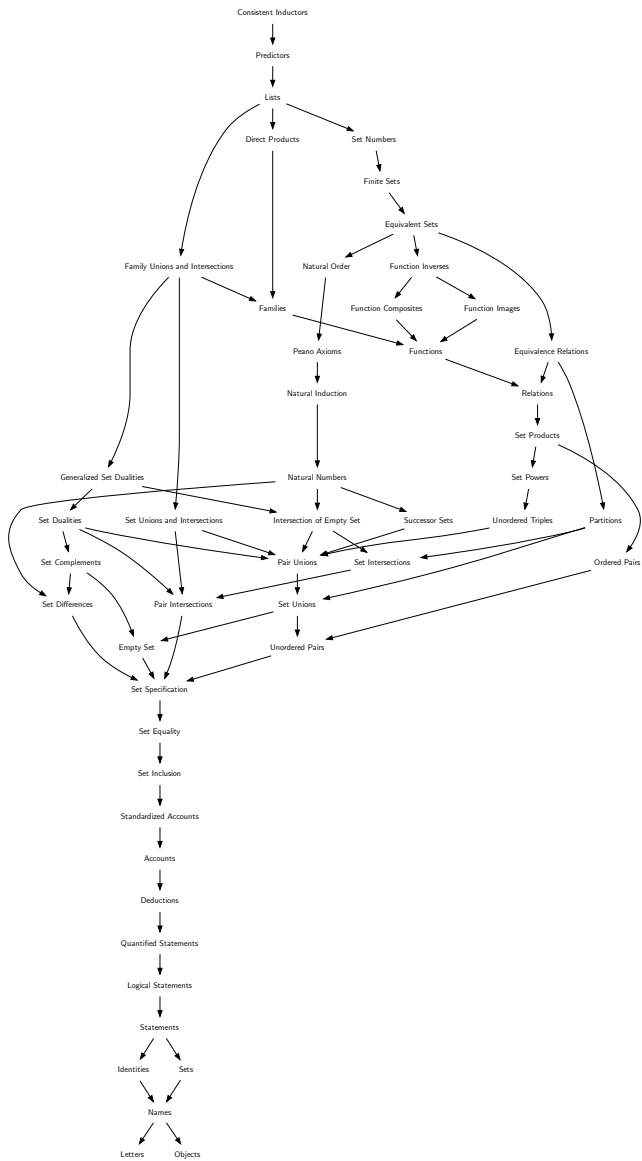 Consistent Inductors
Predictors
Lists
Direct Products
Set Numbers
Finite Sets
Equivalent Sets
Family Unions and Intersections
Natural Order
Function Inverses
Families
Function Composites
Function Images
Peano Axioms
Functions
Equivalence Relations
Natural Induction
Relations
Set Products
Generalized Set Dualities
Natural Numbers
Set Powers
Set Dualities
Set Unions and Intersections
Intersection of Empty Set
Successor Sets
Unordered Triples
Partitions
Set Complements
Pair Unions
Set Intersections
Ordered Pairs
Set Differences
Pair Intersections
Set Unions
Empty Set
Unordered Pairs
Set Specification
Set Equality
Set Inclusion
Standardized Accounts
Accounts
Deductions
Quantified Statements
Logical Statements
Statements
Identities
Sets
Names
Letters
Objects